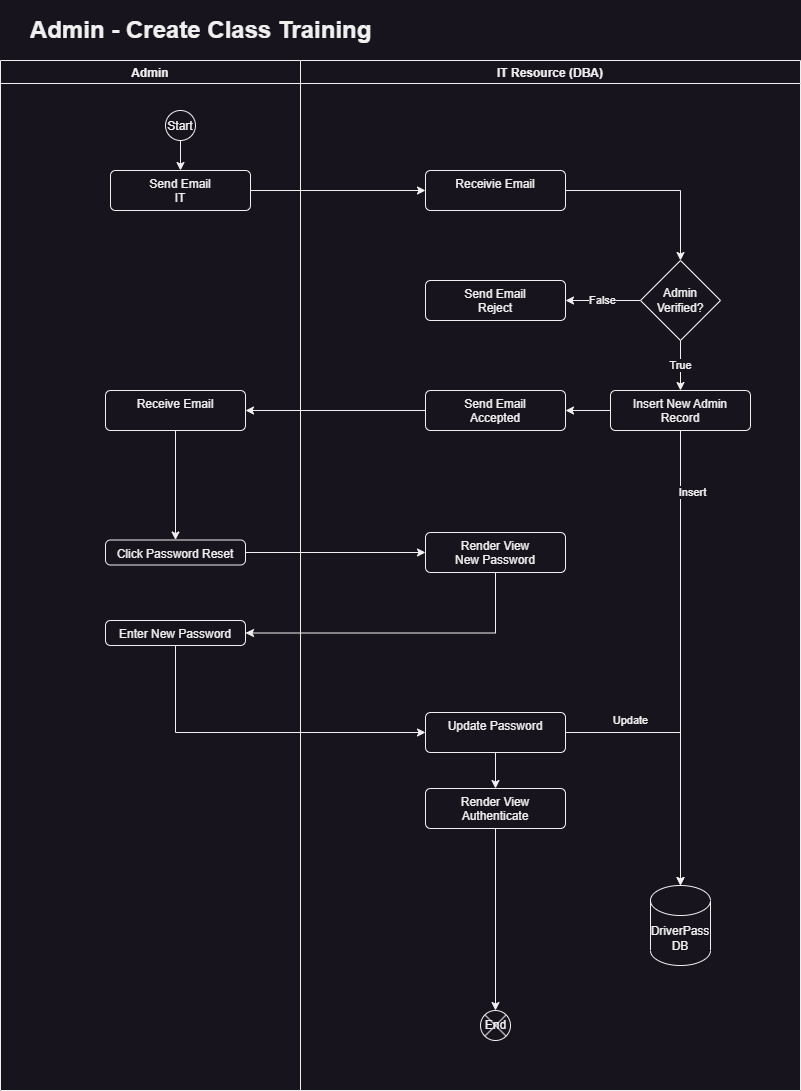 Admin - Create Class Training
Admin
IT Resource (DBA)
Start
Send Email
IT
Receivie Email
Send Email
Reject
False
Admin
Verified?
True
Receive Email
Send Email
Accepted
Insert New Admin
Record
Insert
Click Password Reset
Render View
New Password
Enter New Password
Update Password
Update
Render View
Authenticate
DriverPass
DB
End